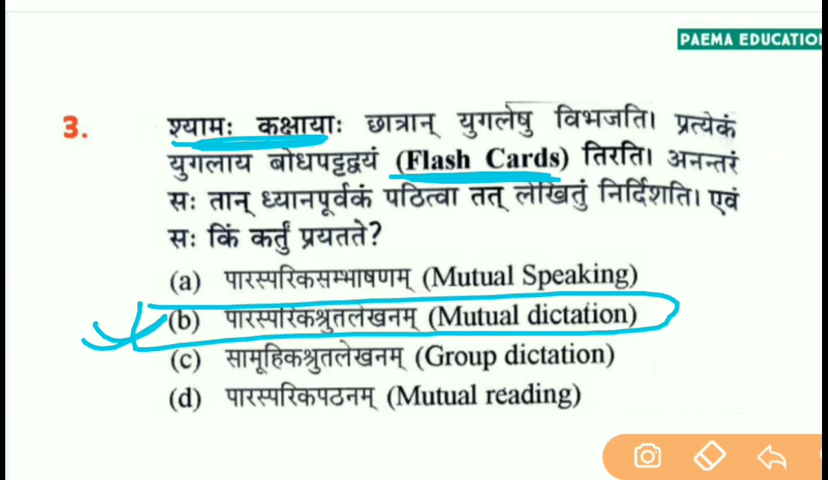 PAEMA EDUCATIO
3. श्यामः कक्षायाः छात्रान् युगलेषु विभजति। प्रत्येकं
युगलाय बोधपट्टद्वयं (Flash Cards) तिरति। अनन्तरं
सः तान् ध्यानपूर्वकं पठित्वा तत् लेखितुं निर्दिशति। एवं
सः किं कर्तुं प्रयतते?
(a) पारस्परिकसम्भाषणम् (Mutual Speaking)
(b) पारस्परिकश्रुतलेखनम् (Mutual dictation)
(c) सामूहिकश्रुतलेखनम् (Group dictation)
(d) पारस्परिकपठनम् (Mutual reading)